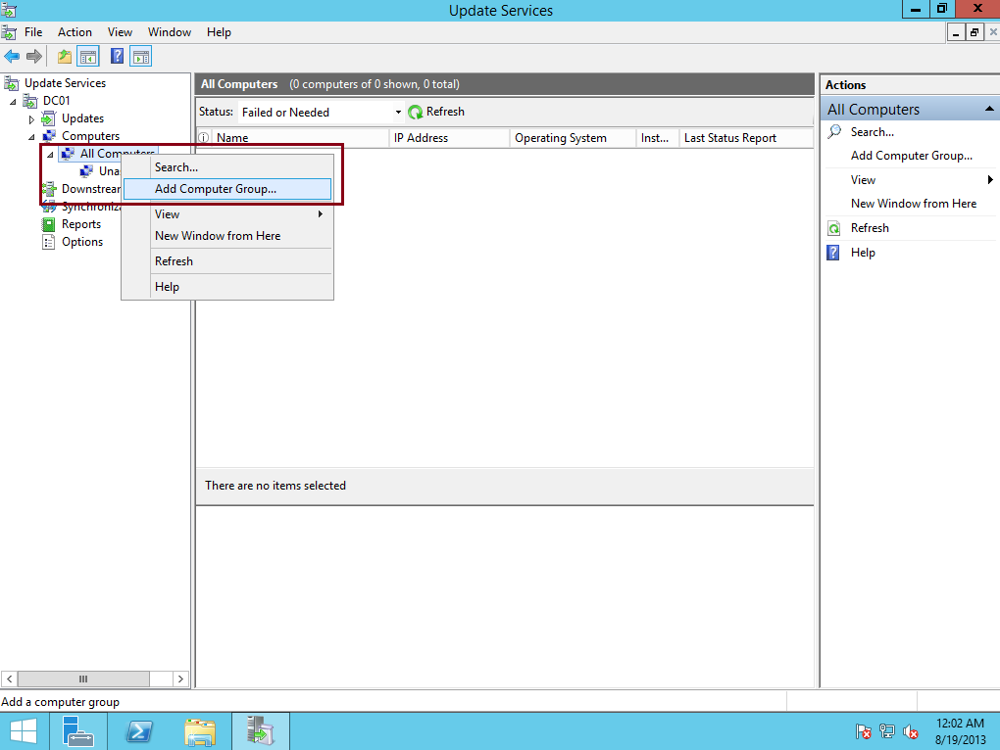 Update Services
File Action View Window Help
Update Services
DC01
Updates
Computers
All Computers
Una
Downstrea
Synchroniza
Reports
Options
Search...
Add Computer Group...
View
New Window from Here
Refresh
Help
All Computers (0 computers of 0 shown, 0 total)
Status: Failed or Needed Refresh
Name IP Address Operating System Inst... Last Status Report
There are no items selected
Actions
All Computers
Search...
Add Computer Group...
View
New Window from Here
Refresh
Help
Add a computer group
12:02 AM
8/19/2013